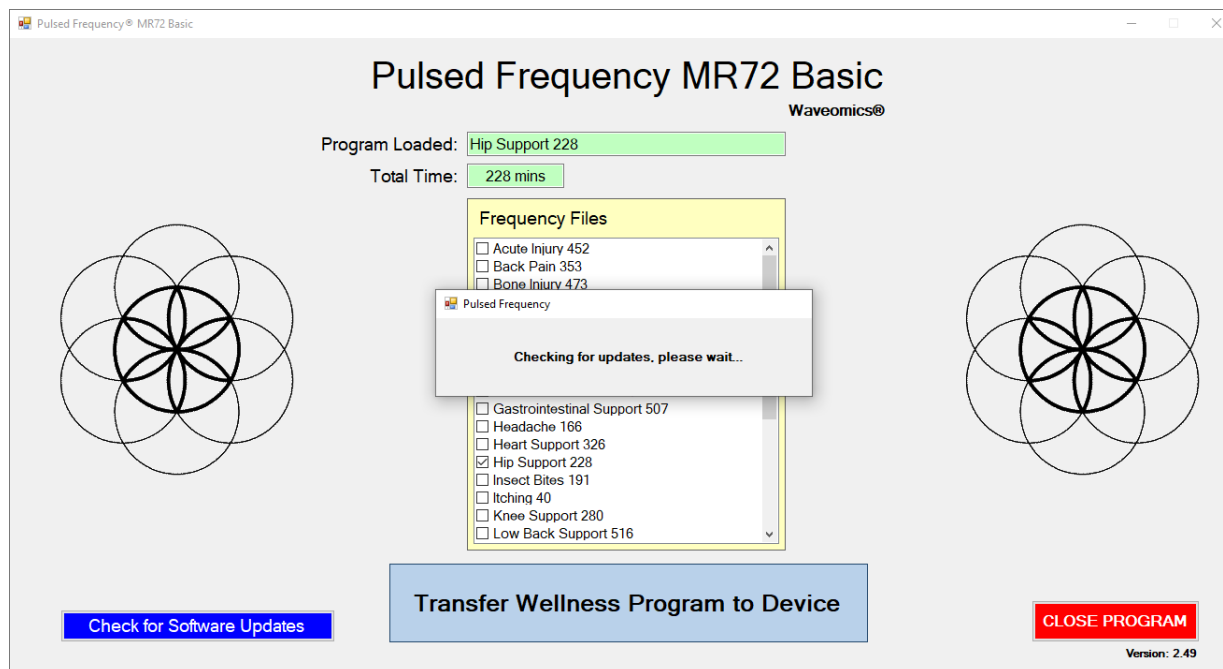 Pulsed Frequency® MR72 Basic
Pulsed Frequency MR72 Basic
Waveomics®
Program Loaded: Hip Support 228
Total Time: 228 mins
Frequency Files
Acute Injury 452
Back Pain 353
Bone Injury 473
Pulsed Frequency
Checking for updates, please wait...
Gastrointestinal Support 507
Headache 166
Heart Support 326
Hip Support 228
Insect Bites 191
Itching 40
Knee Support 280
Low Back Support 516
Transfer Wellness Program to Device
Check for Software Updates
CLOSE PROGRAM
Version: 2.49